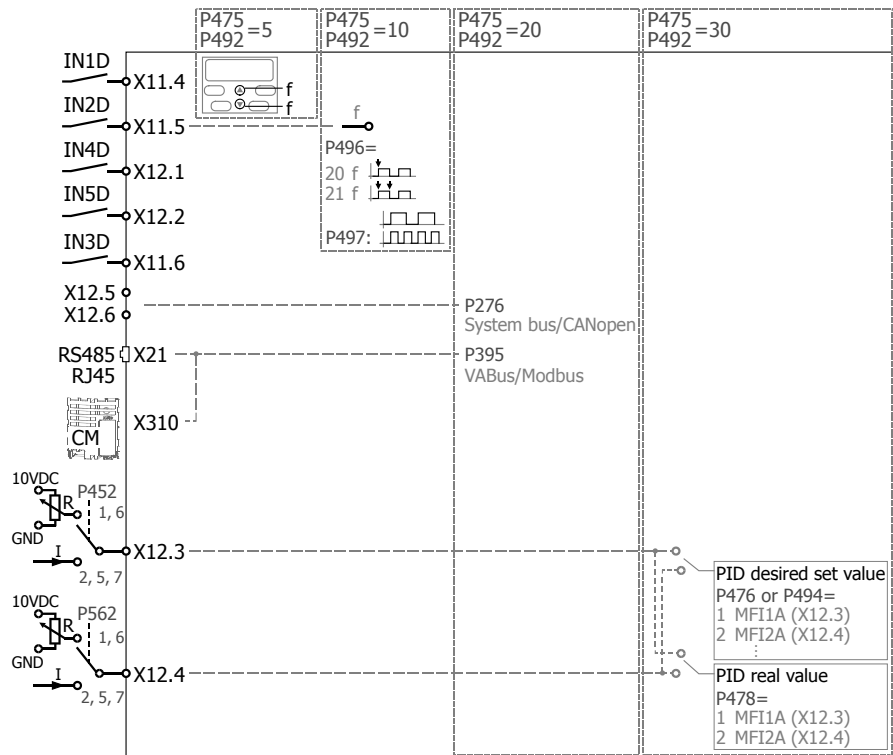 P475
P492 =5
P475
P492 =10
P475
P492 =20
P475
P492 =30
IN1D
X11.4
f
f
IN2D
X11.5
f
P496=
IN4D
X12.1
20 f
21 f
IN5D
X12.2
P497:
IN3D
X11.6
X12.5
X12.6
P276
System bus/CANopen
RS485
X21
RJ45
P395
VABus/Modbus
CM
X310
10VDC
P452
R
1, 6
GND
I
X12.3
2, 5, 7
PID desired set value
P476 or P494=
1 MFI1A (X12.3)
2 MFI2A (X12.4)
⋮
10VDC
P562
R
1, 6
GND
I
X12.4
2, 5, 7
PID real value
P478=
1 MFI1A (X12.3)
2 MFI2A (X12.4)